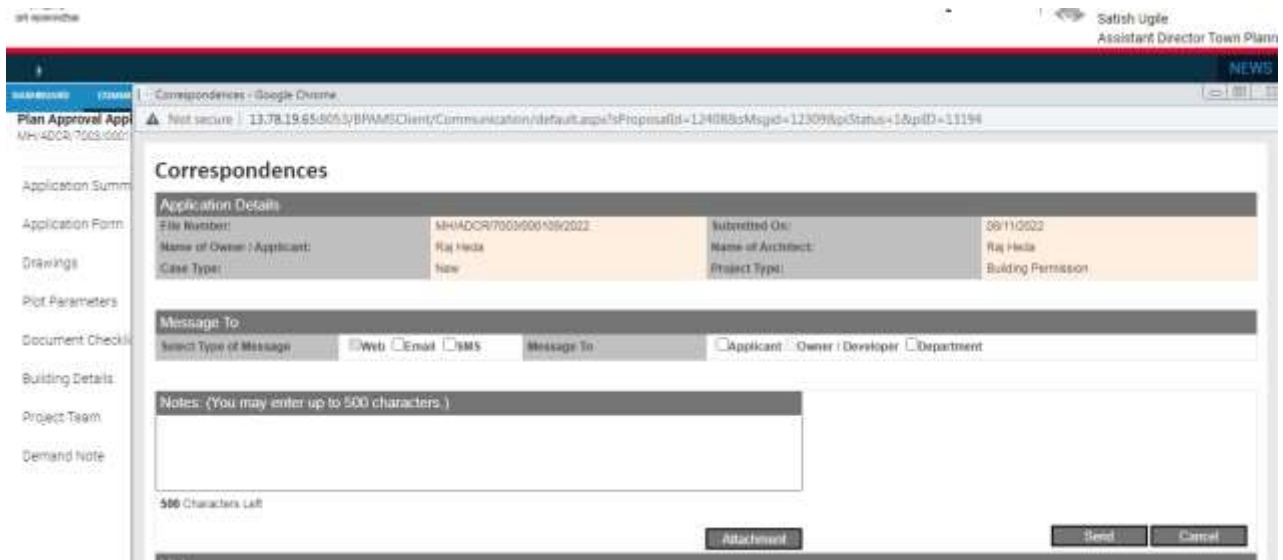 Satish Ugile
Assistant Director Town Plann
NEWS
DASHBOARD
Correspondences - Google Chrome
Plan Approval Appl
Not secure | 13.78.19.65:8053/BPAMSClient/Communication/default.aspx?sProposalId=12408&sMsgid=12309&piStatus=1&piID=13194
Correspondences
Application Summ
Application Details
Application Form
File Number: MH/ADCR/7003/000109/2022 Submitted On: 08/11/2022
Name of Owner / Applicant: Raj Heda Name of Architect: Raj Heda
Drawings
Case Type: New Project Type: Building Permission
Plot Parameters
Message To
Document Checkli
Select Type of Message Web Email SMS Message To Applicant Owner / Developer Department
Building Details
Notes: (You may enter up to 500 characters.)
Project Team
Demand Note
500 Characters Left
Attachment Send Cancel